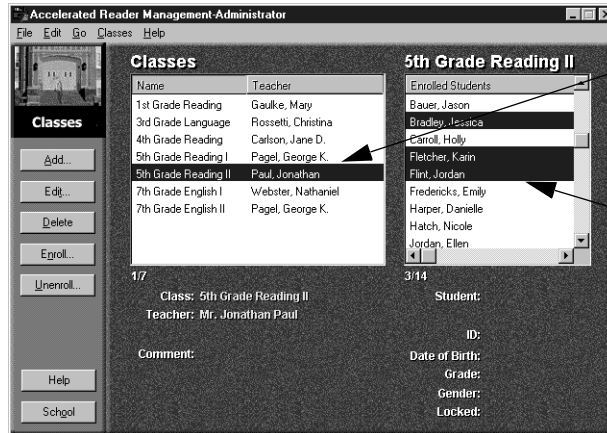 Accelerated Reader Management-Administrator
File Edit Go Classes Help
Classes
Add...
Edit...
Delete
Enroll...
Unenroll...
Help
School
Classes
Name Teacher
1st Grade Reading Gaulke, Mary
3rd Grade Language Rossetti, Christina
4th Grade Reading Carlson, Jane D.
5th Grade Reading I Pagel, George K.
5th Grade Reading II Paul, Jonathan
7th Grade English I Webster, Nathaniel
7th Grade English II Pagel, George K.
1/7
Class: 5th Grade Reading II
Teacher: Mr. Jonathan Paul
Comment:
5th Grade Reading II
Enrolled Students
Bauer, Jason
Bradley, Jessica
Carroll, Holly
Fletcher, Karin
Flint, Jordan
Fredericks, Emily
Harper, Danielle
Hatch, Nicole
Jordan, Ellen
3/14
Student:
ID:
Date of Birth:
Grade:
Gender:
Locked: